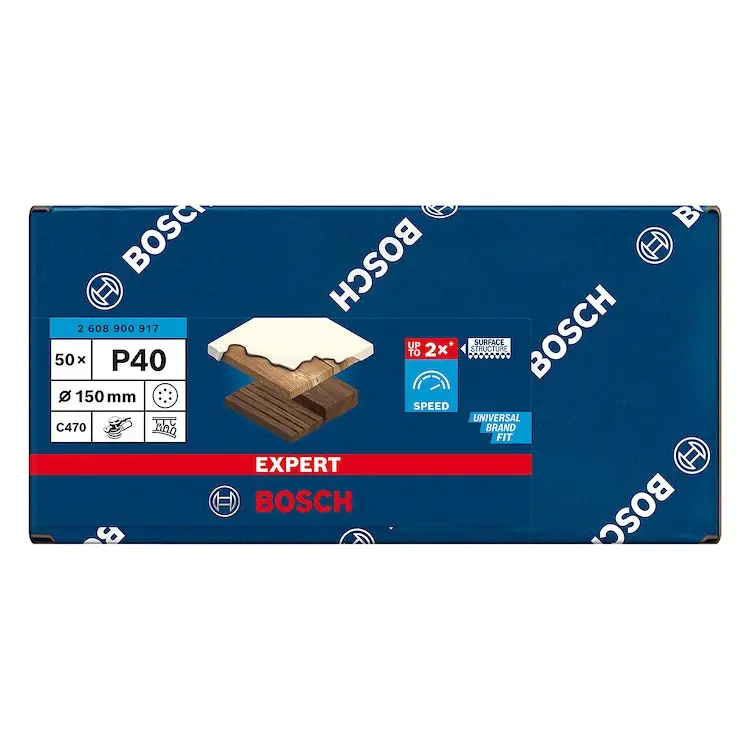 BOSCH
BOSCH
BOSCH
2 608 900 917
50× P40
Ø 150 mm
C470
UP TO 2×*
SURFACE
STRUCTURE
SPEED
UNIVERSAL
BRAND
FIT
EXPERT
BOSCH
BOSCH